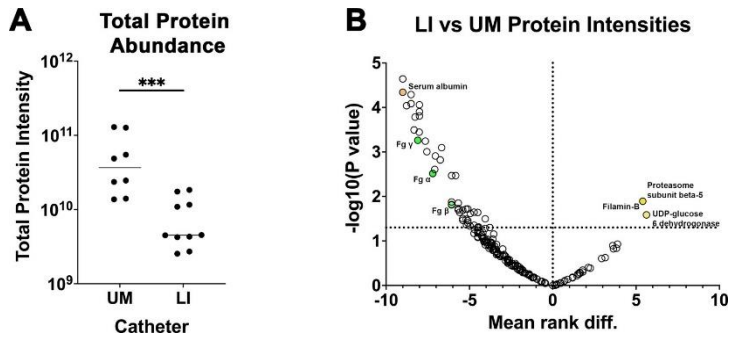 A
Total Protein
Abundance
Total Protein Intensity
10¹²
10¹¹
10¹⁰
10⁹
***
UM
LI
Catheter
B
LI vs UM Protein Intensities
-log10(P value)
5
4
3
2
1
0
Serum albumin
Fg γ
Fg α
Fg β
Proteasome
subunit beta-5
Filamin-B
UDP-glucose
6 dehydrogonase
-10
-5
0
5
10
Mean rank diff.